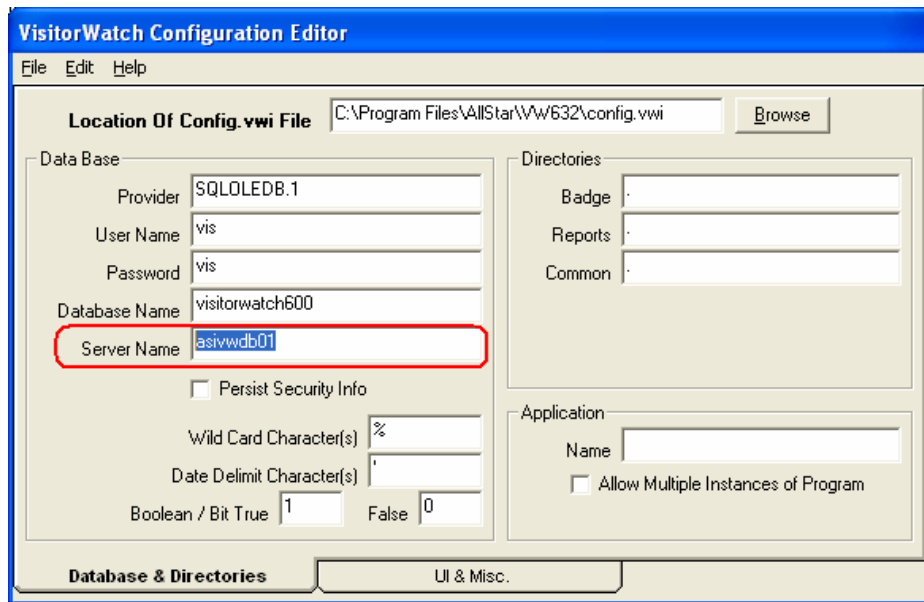 VisitorWatch Configuration Editor
File Edit Help
Location Of Config.vwi File C:\Program Files\AllStar\VW632\config.vwi Browse
Data Base
Provider SQLOLEDB.1
User Name vis
Password vis
Database Name visitorwatch600
Server Name asivwdb01
Persist Security Info
Wild Card Character(s) %
Date Delimit Character(s) '
Boolean / Bit True 1 False 0
Directories
Badge .
Reports .
Common .
Application
Name
Allow Multiple Instances of Program
Database & Directories UI & Misc.